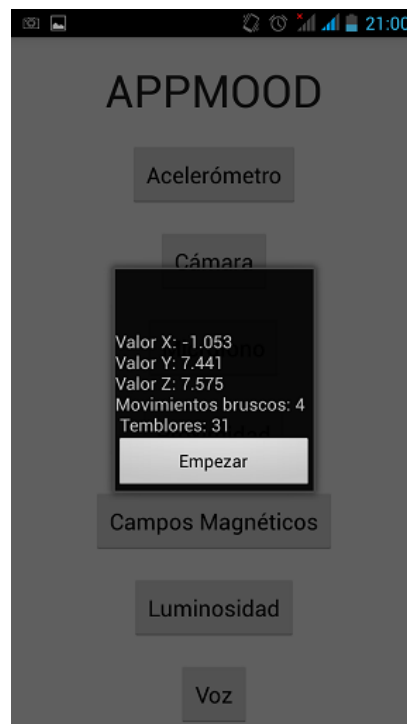 21:00
APPMOOD
Acelerómetro
Cámara
Valor X: -1.053
Valor Y: 7.441
Valor Z: 7.575
Movimientos bruscos: 4
Temblores: 31
Empezar
Campos Magnéticos
Luminosidad
Voz